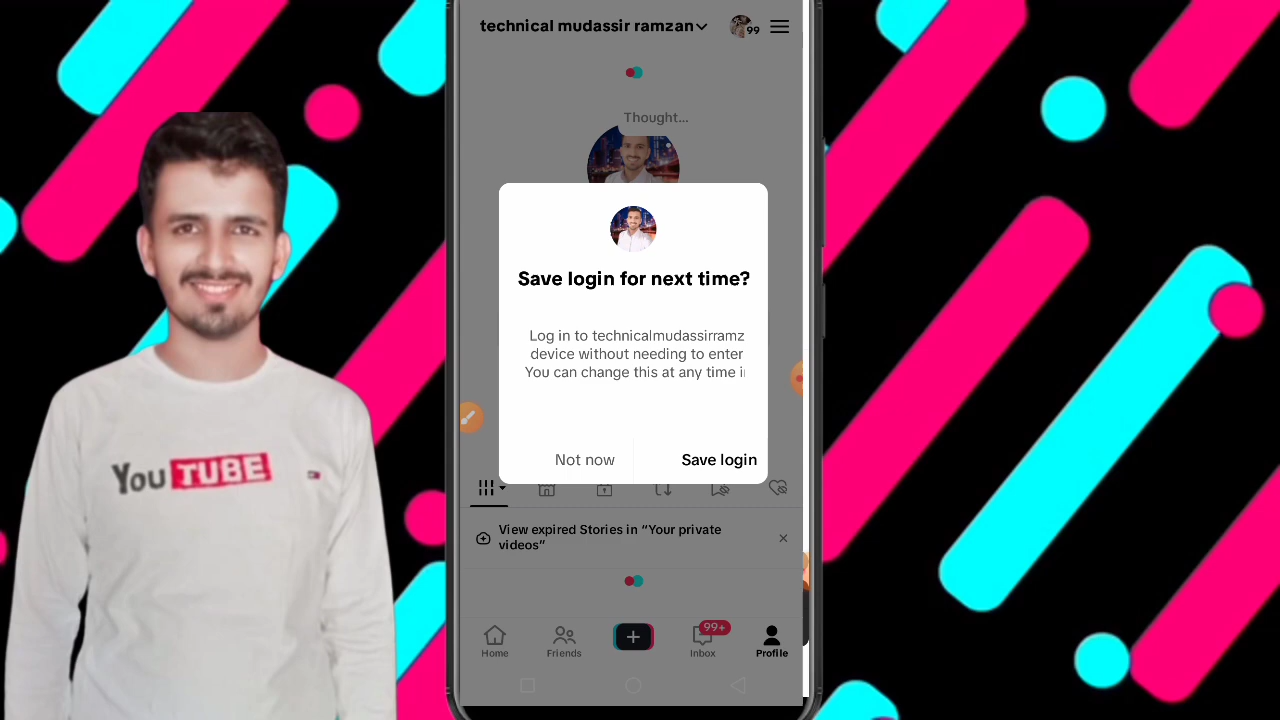 technical mudassir ramzan
99
Thought...
Save login for next time?
Log in to technicalmudassirramz
device without needing to enter
You can change this at any time i
Not now
Save login
You TUBE
View expired Stories in “Your private
videos”
99+
Home
Friends
Inbox
Profile